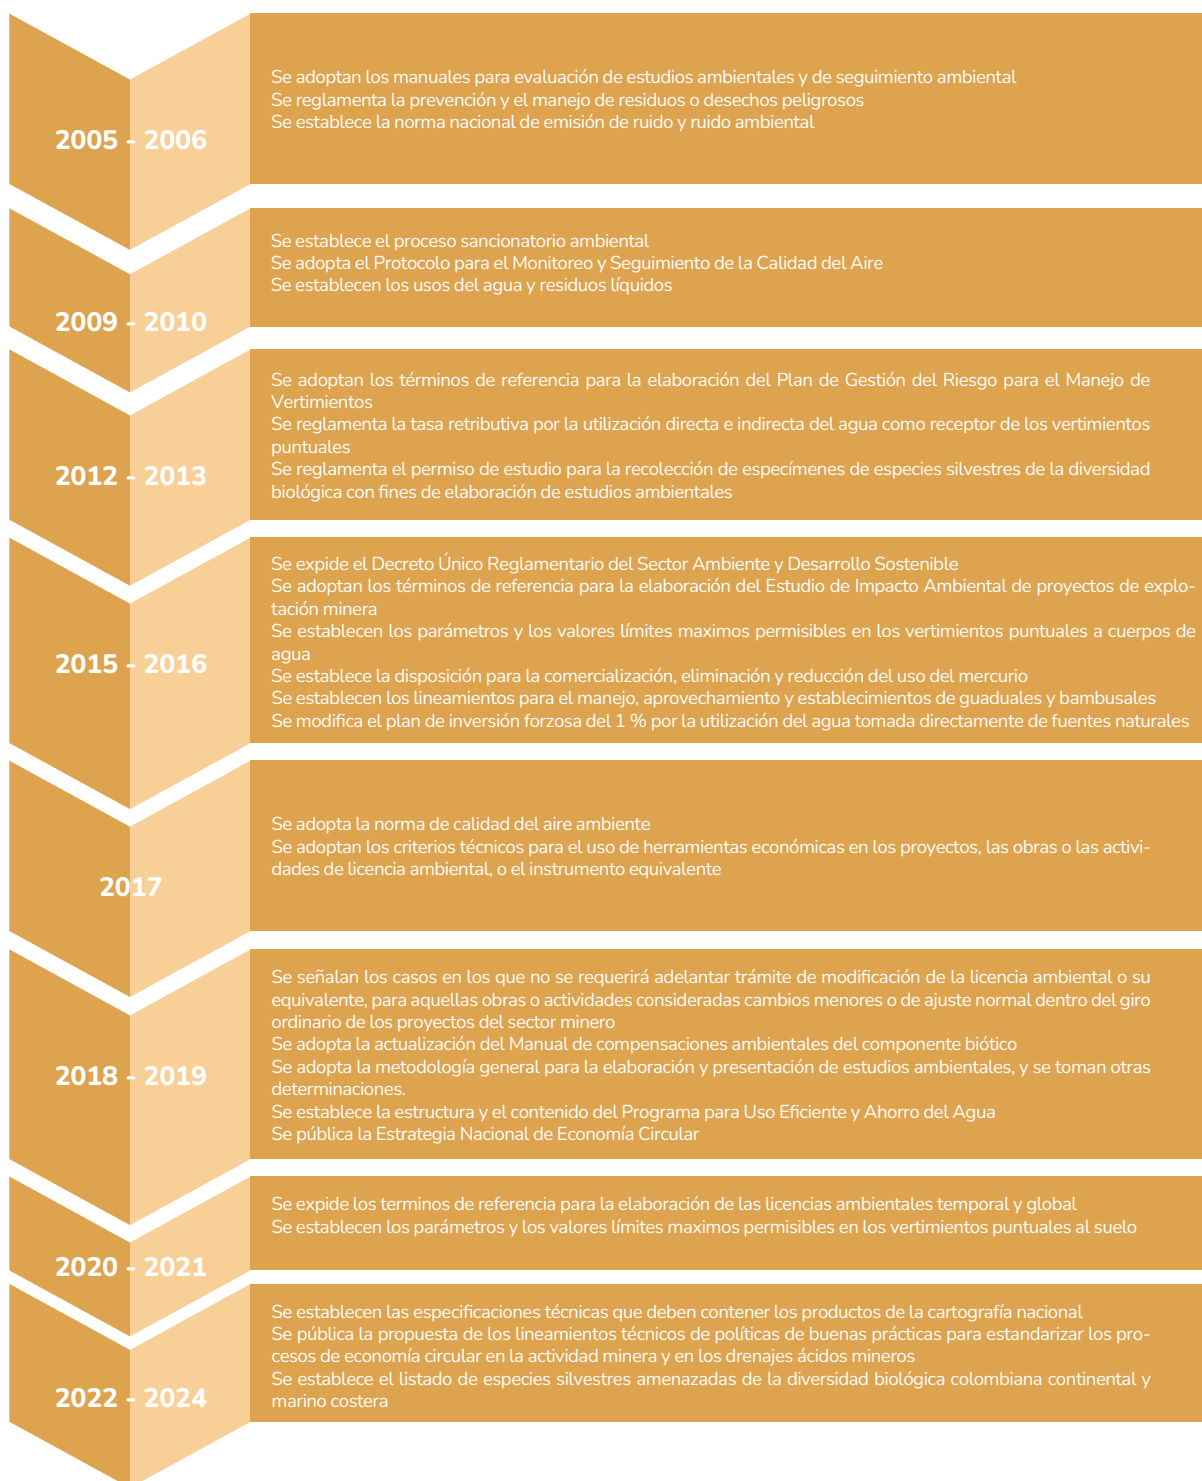 2005 - 2006
Se adoptan los manuales para evaluación de estudios ambientales y de seguimiento ambiental
Se reglamenta la prevención y el manejo de residuos o desechos peligrosos
Se establece la norma nacional de emisión de ruido y ruido ambiental
2009 - 2010
Se establece el proceso sancionatorio ambiental
Se adopta el Protocolo para el Monitoreo y Seguimiento de la Calidad del Aire
Se establecen los usos del agua y residuos líquidos
2012 - 2013
Se adoptan los términos de referencia para la elaboración del Plan de Gestión del Riesgo para el Manejo de
Vertimientos
Se reglamenta la tasa retributiva por la utilización directa e indirecta del agua como receptor de los vertimientos
puntuales
Se reglamenta el permiso de estudio para la recolección de especímenes de especies silvestres de la diversidad
biológica con fines de elaboración de estudios ambientales
2015 - 2016
Se expide el Decreto Único Reglamentario del Sector Ambiente y Desarrollo Sostenible
Se adoptan los términos de referencia para la elaboración del Estudio de Impacto Ambiental de proyectos de explo-
tación minera
Se establecen los parámetros y los valores límites maximos permisibles en los vertimientos puntuales a cuerpos de
agua
Se establece la disposición para la comercialización, eliminación y reducción del uso del mercurio
Se establecen los lineamientos para el manejo, aprovechamiento y establecimientos de guaduales y bambusales
Se modifica el plan de inversión forzosa del 1 % por la utilización del agua tomada directamente de fuentes naturales
2017
Se adopta la norma de calidad del aire ambiente
Se adoptan los criterios técnicos para el uso de herramientas económicas en los proyectos, las obras o las activi-
dades de licencia ambiental, o el instrumento equivalente
2018 - 2019
Se señalan los casos en los que no se requerirá adelantar trámite de modificación de la licencia ambiental o su
equivalente, para aquellas obras o actividades consideradas cambios menores o de ajuste normal dentro del giro
ordinario de los proyectos del sector minero
Se adopta la actualización del Manual de compensaciones ambientales del componente biótico
Se adopta la metodología general para la elaboración y presentación de estudios ambientales, y se toman otras
determinaciones.
Se establece la estructura y el contenido del Programa para Uso Eficiente y Ahorro del Agua
Se pública la Estrategia Nacional de Economía Circular
2020 - 2021
Se expide los terminos de referencia para la elaboración de las licencias ambientales temporal y global
Se establecen los parámetros y los valores límites maximos permisibles en los vertimientos puntuales al suelo
2022 - 2024
Se establecen las especificaciones técnicas que deben contener los productos de la cartografía nacional
Se pública la propuesta de los lineamientos técnicos de políticas de buenas prácticas para estandarizar los pro-
cesos de economía circular en la actividad minera y en los drenajes ácidos mineros
Se establece el listado de especies silvestres amenazadas de la diversidad biológica colombiana continental y
marino costera